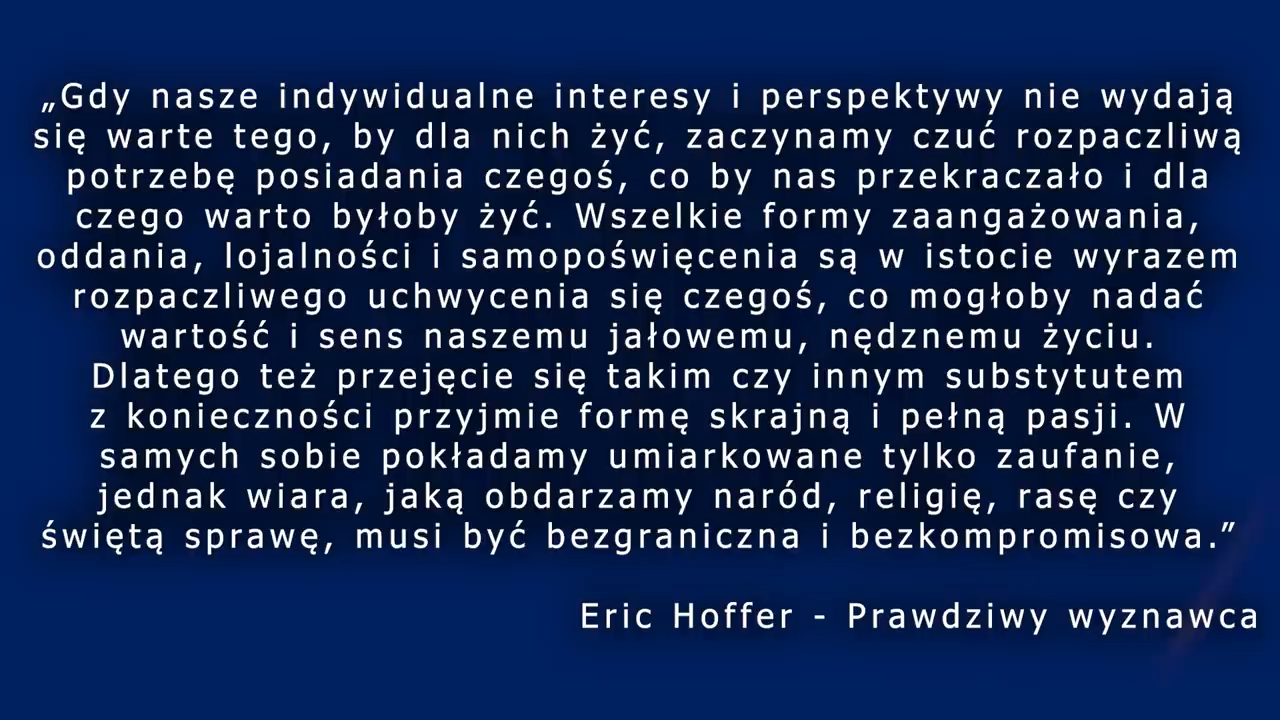 „Gdy nasze indywidualne interesy i perspektywy nie wydają
się warte tego, by dla nich żyć, zaczynamy czuć rozpaczliwą
potrzebę posiadania czegoś, co by nas przekraczało i dla
czego warto byłoby żyć. Wszelkie formy zaangażowania,
oddania, lojalności i samopoświęcenia są w istocie wyrazem
rozpaczliwego uchwycenia się czegoś, co mogłoby nadać
wartość i sens naszemu jałowemu, nędznemu życiu.
Dlatego też przejęcie się takim czy innym substytutem
z konieczności przyjmie formę skrajną i pełną pasji. W
samych sobie pokładamy umiarkowane tylko zaufanie,
jednak wiara, jaką obdarzamy naród, religię, rasę czy
świętą sprawę, musi być bezgraniczna i bezkompromisowa.”
Eric Hoffer - Prawdziwy wyznawca